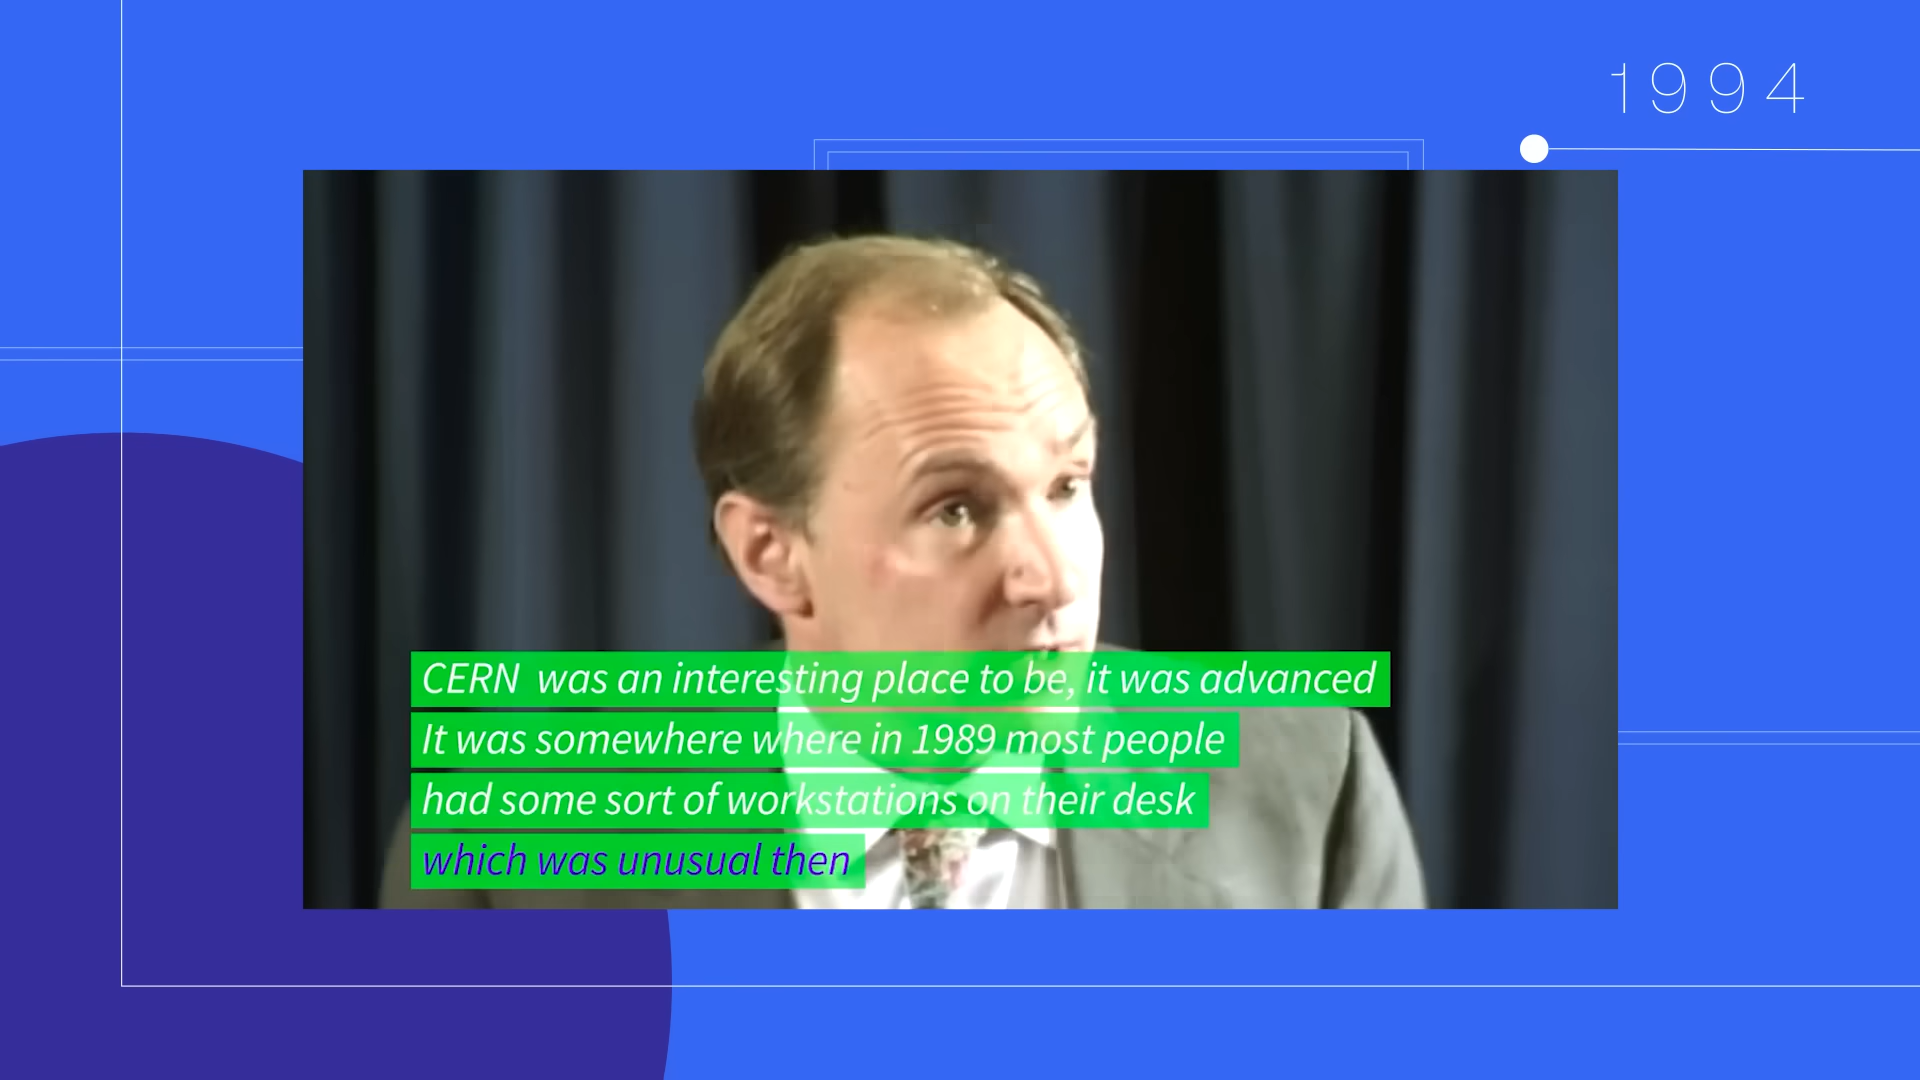 1994
CERN was an interesting place to be, it was advanced
It was somewhere where in 1989 most people
had some sort of workstations on their desk
which was unusual then